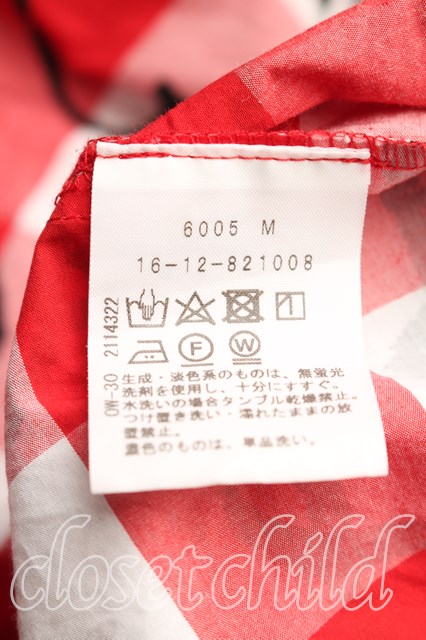 6005 M
16-12-821008
OW-30 2114322
F
W
生成・淡色系のものは、無蛍光
洗剤を使用し、十分にすすぐ。
水洗いの場合タンブル乾燥禁止。
つけ置き洗い・濡れたままの放
置禁止。
濃色のものは、単品洗い。
closet child